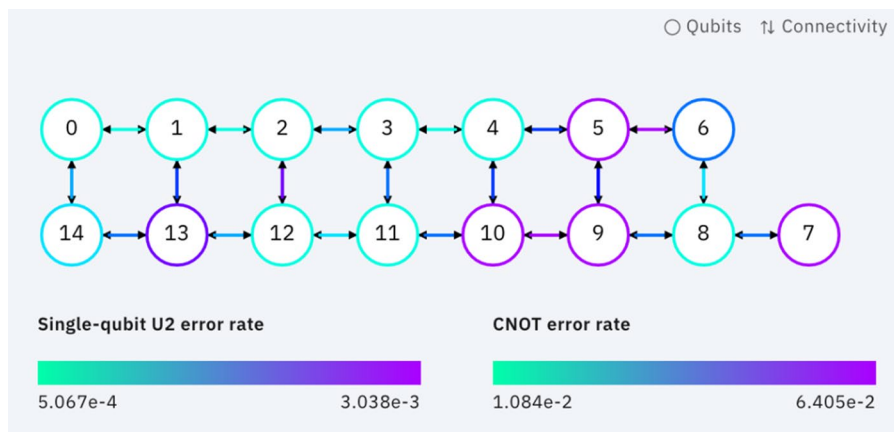 Qubits Connectivity
0 1 2 3 4 5 6
14 13 12 11 10 9 8 7
Single-qubit U2 error rate CNOT error rate
5.067e-4 3.038e-3 1.084e-2 6.405e-2